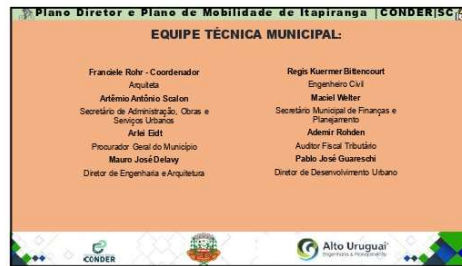 Plano Diretor e Plano de Mobilidade de Itapiranga |CONDER|SC
EQUIPE TÉCNICA MUNICIPAL:
Franciele Rohr - Coordenador
Arquiteta
Artêmio Antônio Scalon
Secretário de Administração, Obras e
Serviços Urbanos
Arlei Eidt
Procurador Geral do Município
Mauro José Delavy
Diretor de Engenharia e Arquitetura
Regis Kuermer Bittencourt
Engenheiro Civil
Maciel Welter
Secretário Municipal de Finanças e
Planejamento
Ademir Rohden
Auditor Fiscal Tributário
Pablo José Guareschi
Diretor de Desenvolvimento Urbano
CONDER
Alto Uruguai
Engenharia & Planejamento